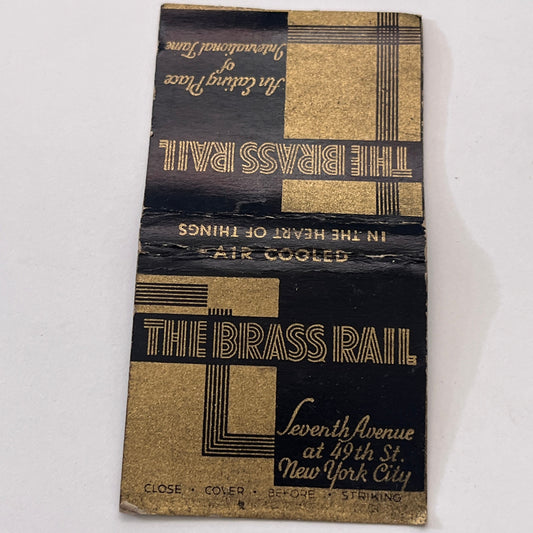 An Eating Place
of
International Fame
THE BRASS RAIL
IN THE HEART OF THINGS
AIR COOLED
THE BRASS RAIL
Seventh Avenue
at 49th St.
New York City
CLOSE • COVER • BEFORE • STRIKING